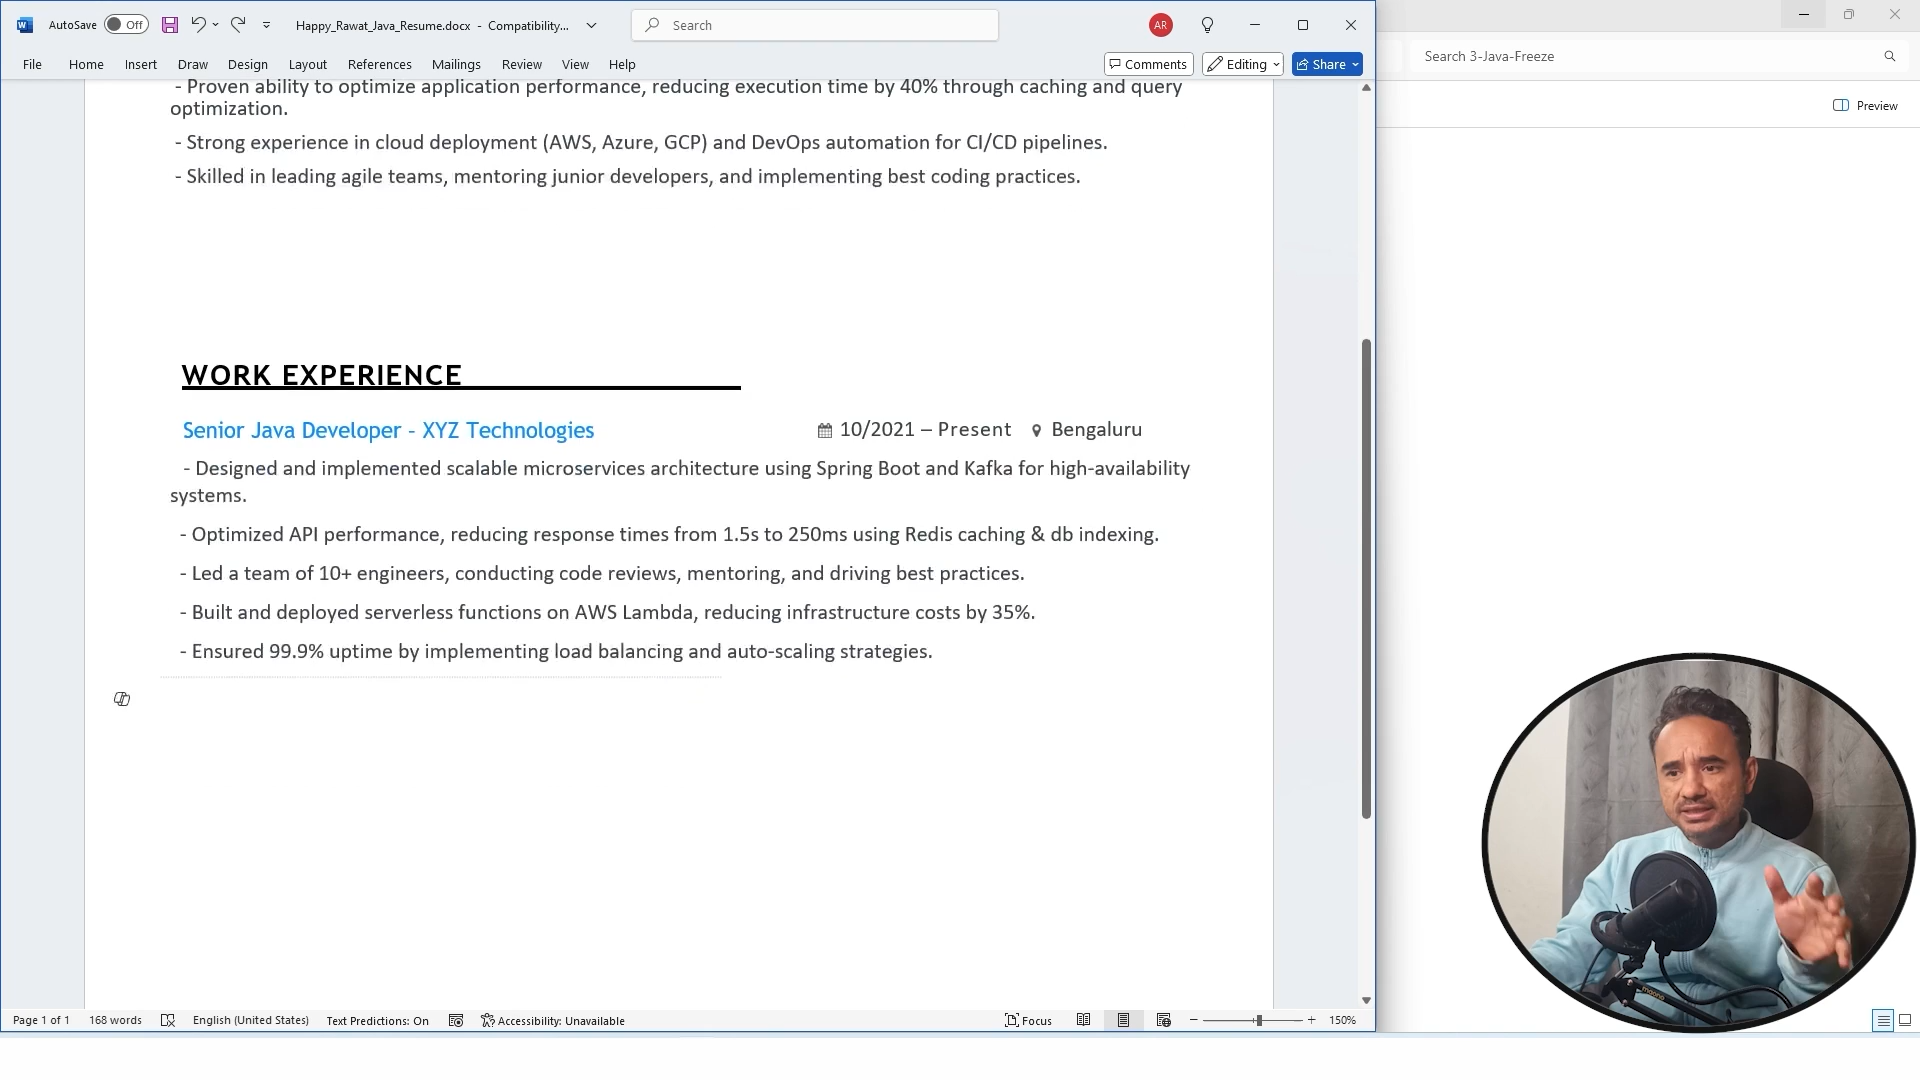 AutoSave Off Happy_Rawat_Java_Resume.docx - Compatibility... Search AR
File Home Insert Draw Design Layout References Mailings Review View Help Comments Editing Share
Search 3-Java-Freeze
Preview
- Proven ability to optimize application performance, reducing execution time by 40% through caching and query
optimization.
- Strong experience in cloud deployment (AWS, Azure, GCP) and DevOps automation for CI/CD pipelines.
- Skilled in leading agile teams, mentoring junior developers, and implementing best coding practices.
WORK EXPERIENCE
Senior Java Developer - XYZ Technologies 10/2021 – Present Bengaluru
- Designed and implemented scalable microservices architecture using Spring Boot and Kafka for high-availability
systems.
- Optimized API performance, reducing response times from 1.5s to 250ms using Redis caching & db indexing.
- Led a team of 10+ engineers, conducting code reviews, mentoring, and driving best practices.
- Built and deployed serverless functions on AWS Lambda, reducing infrastructure costs by 35%.
- Ensured 99.9% uptime by implementing load balancing and auto-scaling strategies.
maono
Page 1 of 1 168 words English (United States) Text Predictions: On Accessibility: Unavailable Focus 150%